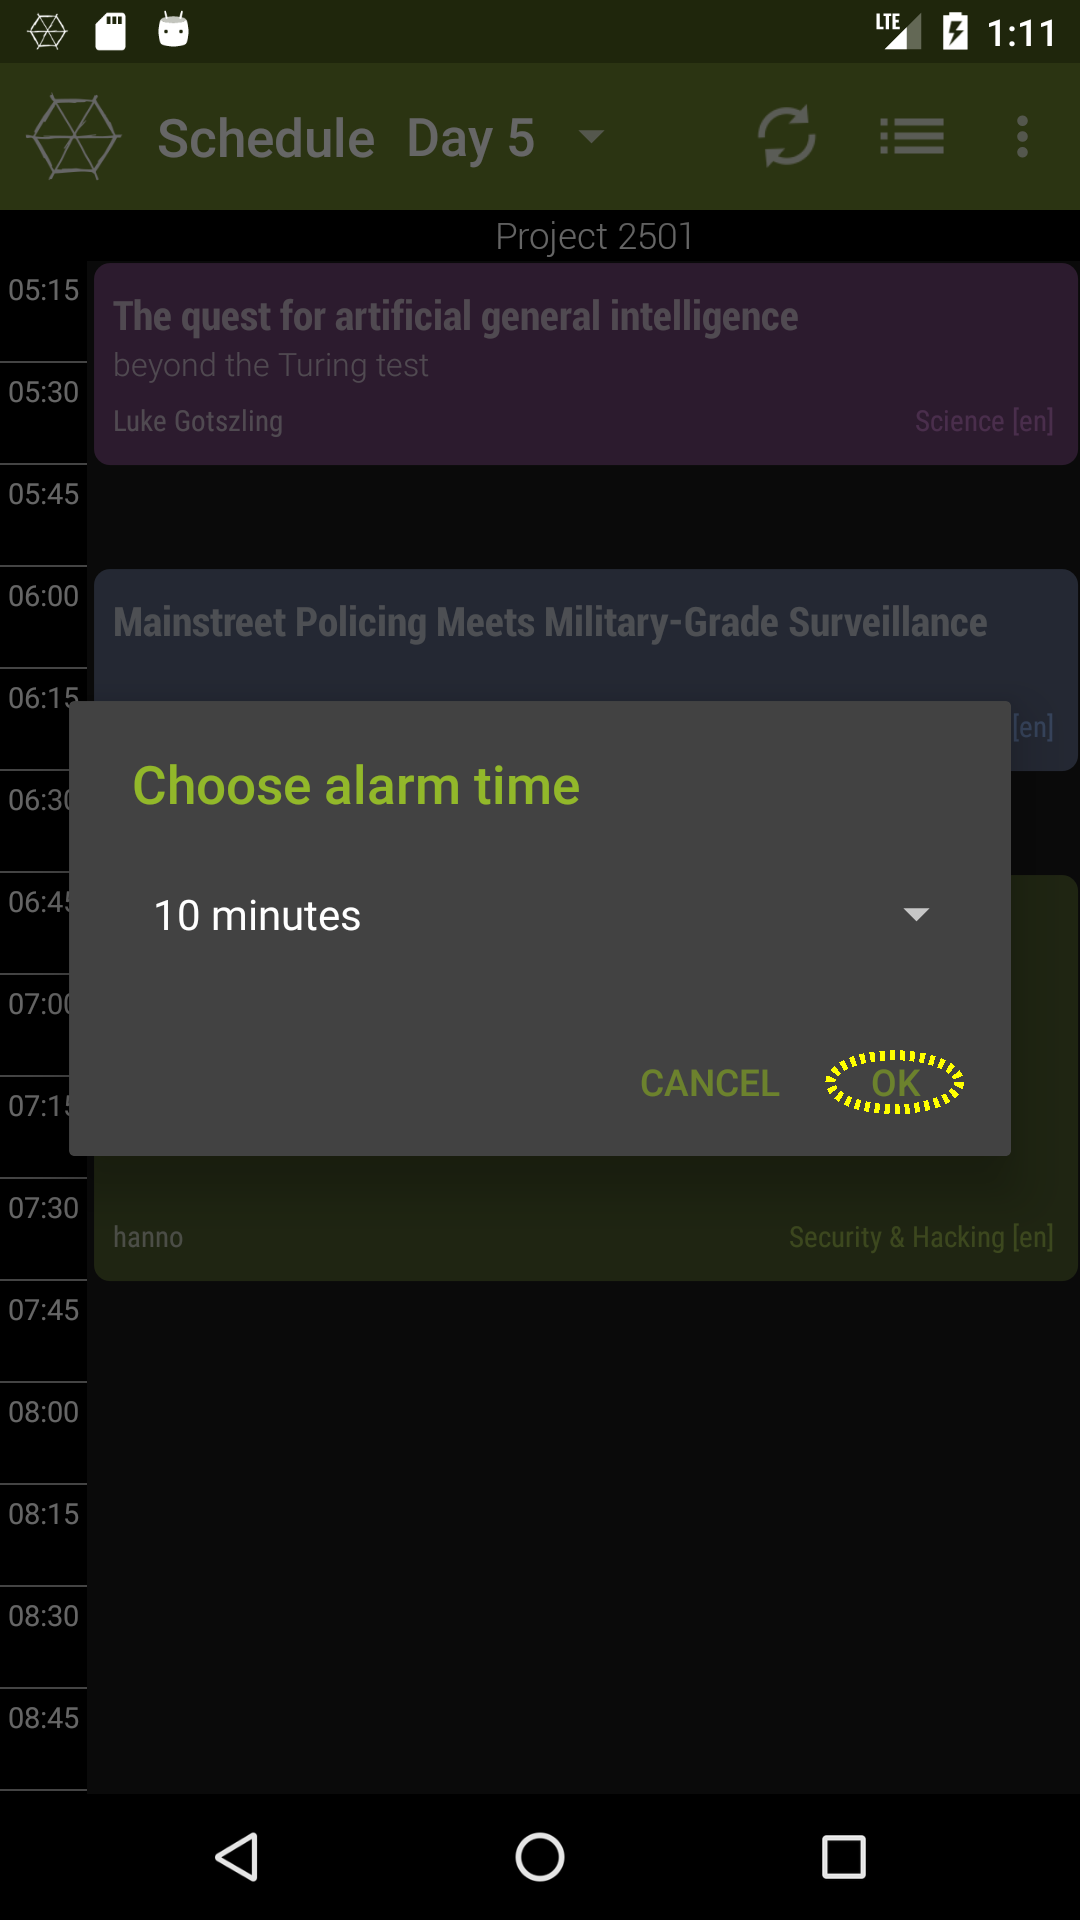 LTE 1:11
Schedule Day 5
Project 2501
05:15
The quest for artificial general intelligence
beyond the Turing test
05:30
Luke Gotszling Science [en]
05:45
06:00
Mainstreet Policing Meets Military-Grade Surveillance
06:15
[en]
Choose alarm time
06:30
06:45
10 minutes
07:00
CANCEL OK
07:15
07:30
hanno Security & Hacking [en]
07:45
08:00
08:15
08:30
08:45